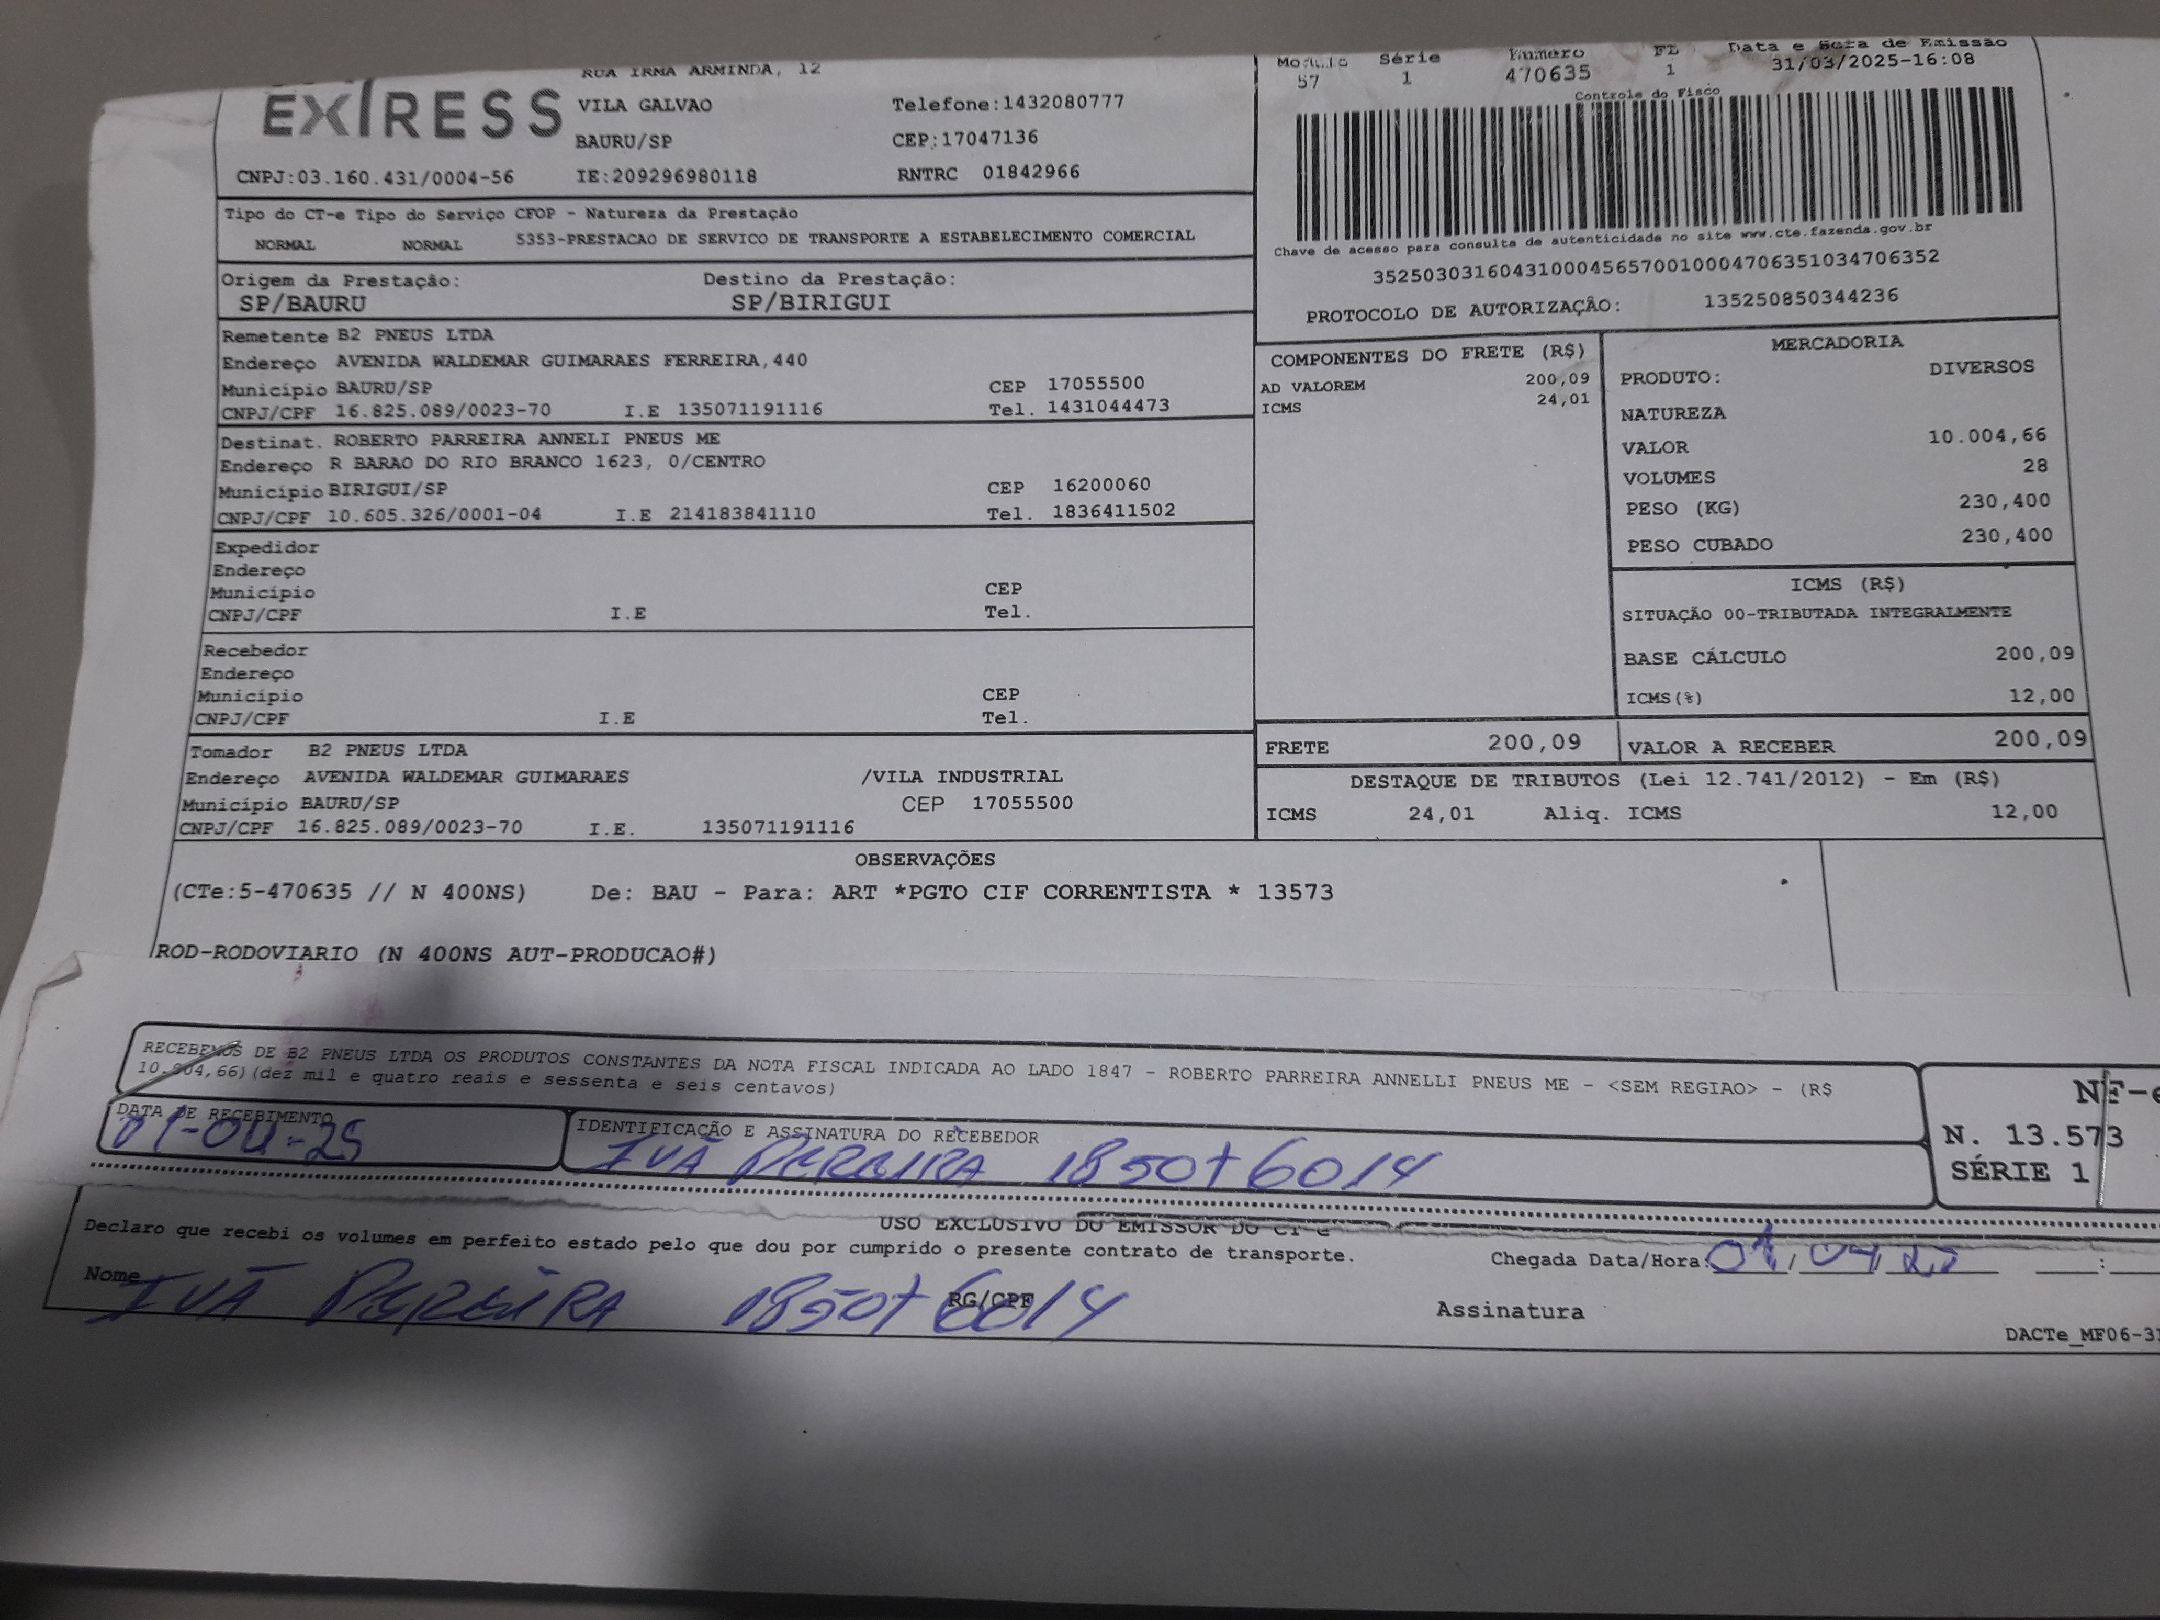 RUA IRMA ARMINDA, 12
EXPRESS VILA GALVAO Telefone:1432080777
BAURU/SP CEP:17047136
CNPJ:03.160.431/0004-56 IE:209296980118 RNTRC 01842966
Modulo Série Numero FL Data e Hora de Emissão
57 1 470635 1 31/03/2025-16:08
Controle do Fisco
Chave de acesso para consulta de autenticidade no site www.cte.fazenda.gov.br
35250303160431000456570010004706351034706352
PROTOCOLO DE AUTORIZAÇÂO: 135250850344236
Tipo do CT-e Tipo do Serviço CFOP - Natureza da Prestação
NORMAL NORMAL 5353-PRESTACAO DE SERVICO DE TRANSPORTE A ESTABELECIMENTO COMERCIAL
Origem da Prestação: Destino da Prestação:
SP/BAURU SP/BIRIGUI
Remetente B2 PNEUS LTDA
Endereço AVENIDA WALDEMAR GUIMARAES FERREIRA,440
Município BAURU/SP CEP 17055500
CNPJ/CPF 16.825.089/0023-70 I.E 135071191116 Tel. 1431044473
Destinat. ROBERTO PARREIRA ANNELI PNEUS ME
Endereço R BARAO DO RIO BRANCO 1623, 0/CENTRO
Município BIRIGUI/SP CEP 16200060
CNPJ/CPF 10.605.326/0001-04 I.E 214183841110 Tel. 1836411502
Expedidor
Endereço
Município CEP
CNPJ/CPF I.E Tel.
Recebedor
Endereço
Município CEP
CNPJ/CPF I.E Tel.
Tomador B2 PNEUS LTDA
Endereço AVENIDA WALDEMAR GUIMARAES /VILA INDUSTRIAL
Município BAURU/SP CEP 17055500
CNPJ/CPF 16.825.089/0023-70 I.E. 135071191116
COMPONENTES DO FRETE (R$)
AD VALOREM 200,09
ICMS 24,01
MERCADORIA
PRODUTO: DIVERSOS
NATUREZA
VALOR 10.004,66
VOLUMES 28
PESO (KG) 230,400
PESO CUBADO 230,400
ICMS (R$)
SITUAÇÃO 00-TRIBUTADA INTEGRALMENTE
BASE CÁLCULO 200,09
ICMS(%) 12,00
FRETE 200,09 VALOR A RECEBER 200,09
DESTAQUE DE TRIBUTOS (Lei 12.741/2012) - Em (R$)
ICMS 24,01 Aliq. ICMS 12,00
OBSERVAÇÕES
(CTe:5-470635 // N 400NS) De: BAU - Para: ART *PGTO CIF CORRENTISTA * 13573
ROD-RODOVIARIO (N 400NS AUT-PRODUCAO#)
RECEBEMOS DE B2 PNEUS LTDA OS PRODUTOS CONSTANTES DA NOTA FISCAL INDICADA AO LADO 1847 - ROBERTO PARREIRA ANNELLI PNEUS ME - <SEM REGIAO> - (R$
10.004,66)(dez mil e quatro reais e sessenta e seis centavos)
NF-e
N. 13.573
SÉRIE 1
DATA DE RECEBIMENTO IDENTIFICAÇÃO E ASSINATURA DO RECEBEDOR
01-04-25 IVÃ PEREIRA 185076014
USO EXCLUSIVO DO EMISSOR DO CT-e
Declaro que recebi os volumes em perfeito estado pelo que dou por cumprido o presente contrato de transporte. Chegada Data/Hora: 01/04/25 :
Nome IVÃ PEREIRA RG/CPF 185076014 Assinatura
DACTe_MF06-31